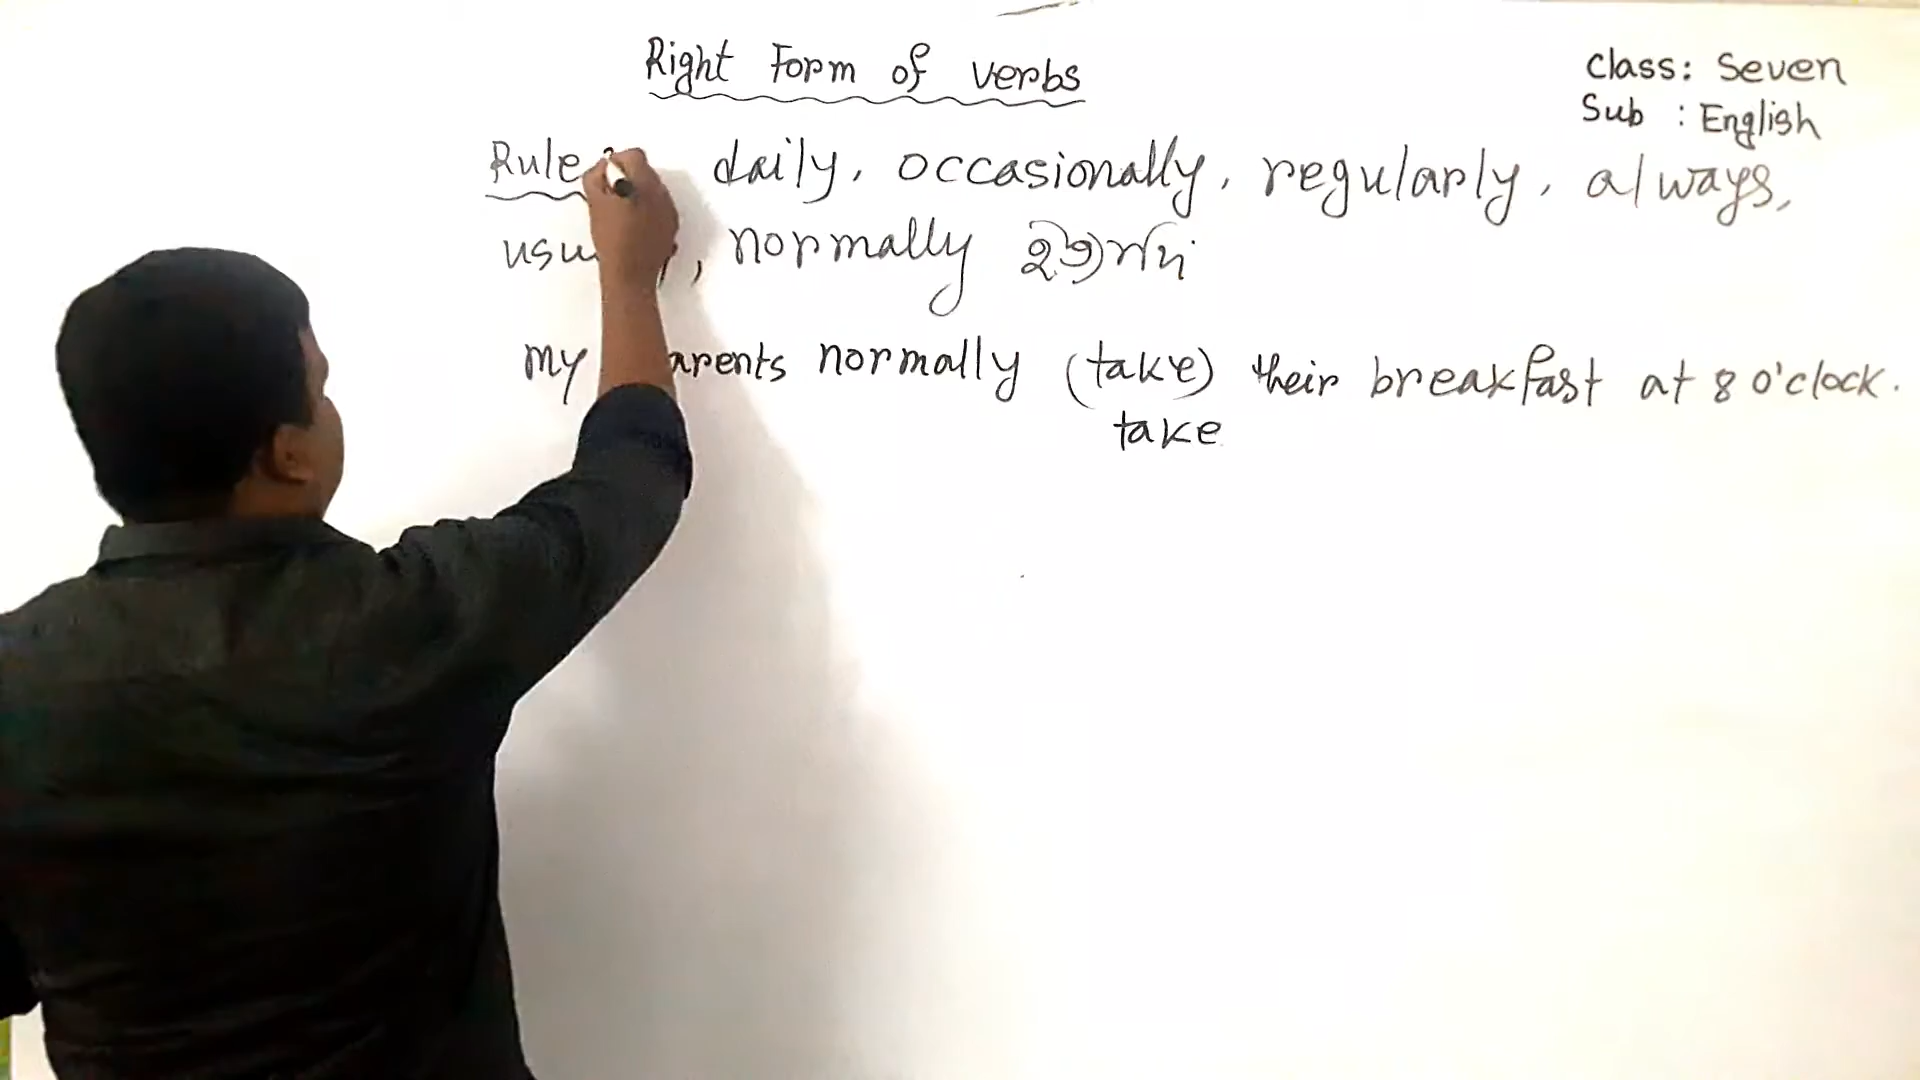 Right Form of verbs
Class: Seven
Sub : English
Rule daily, occasionally, regularly, always,
normally ইত্যাদি
my normally (take) their breakfast at 8 o'clock.
take